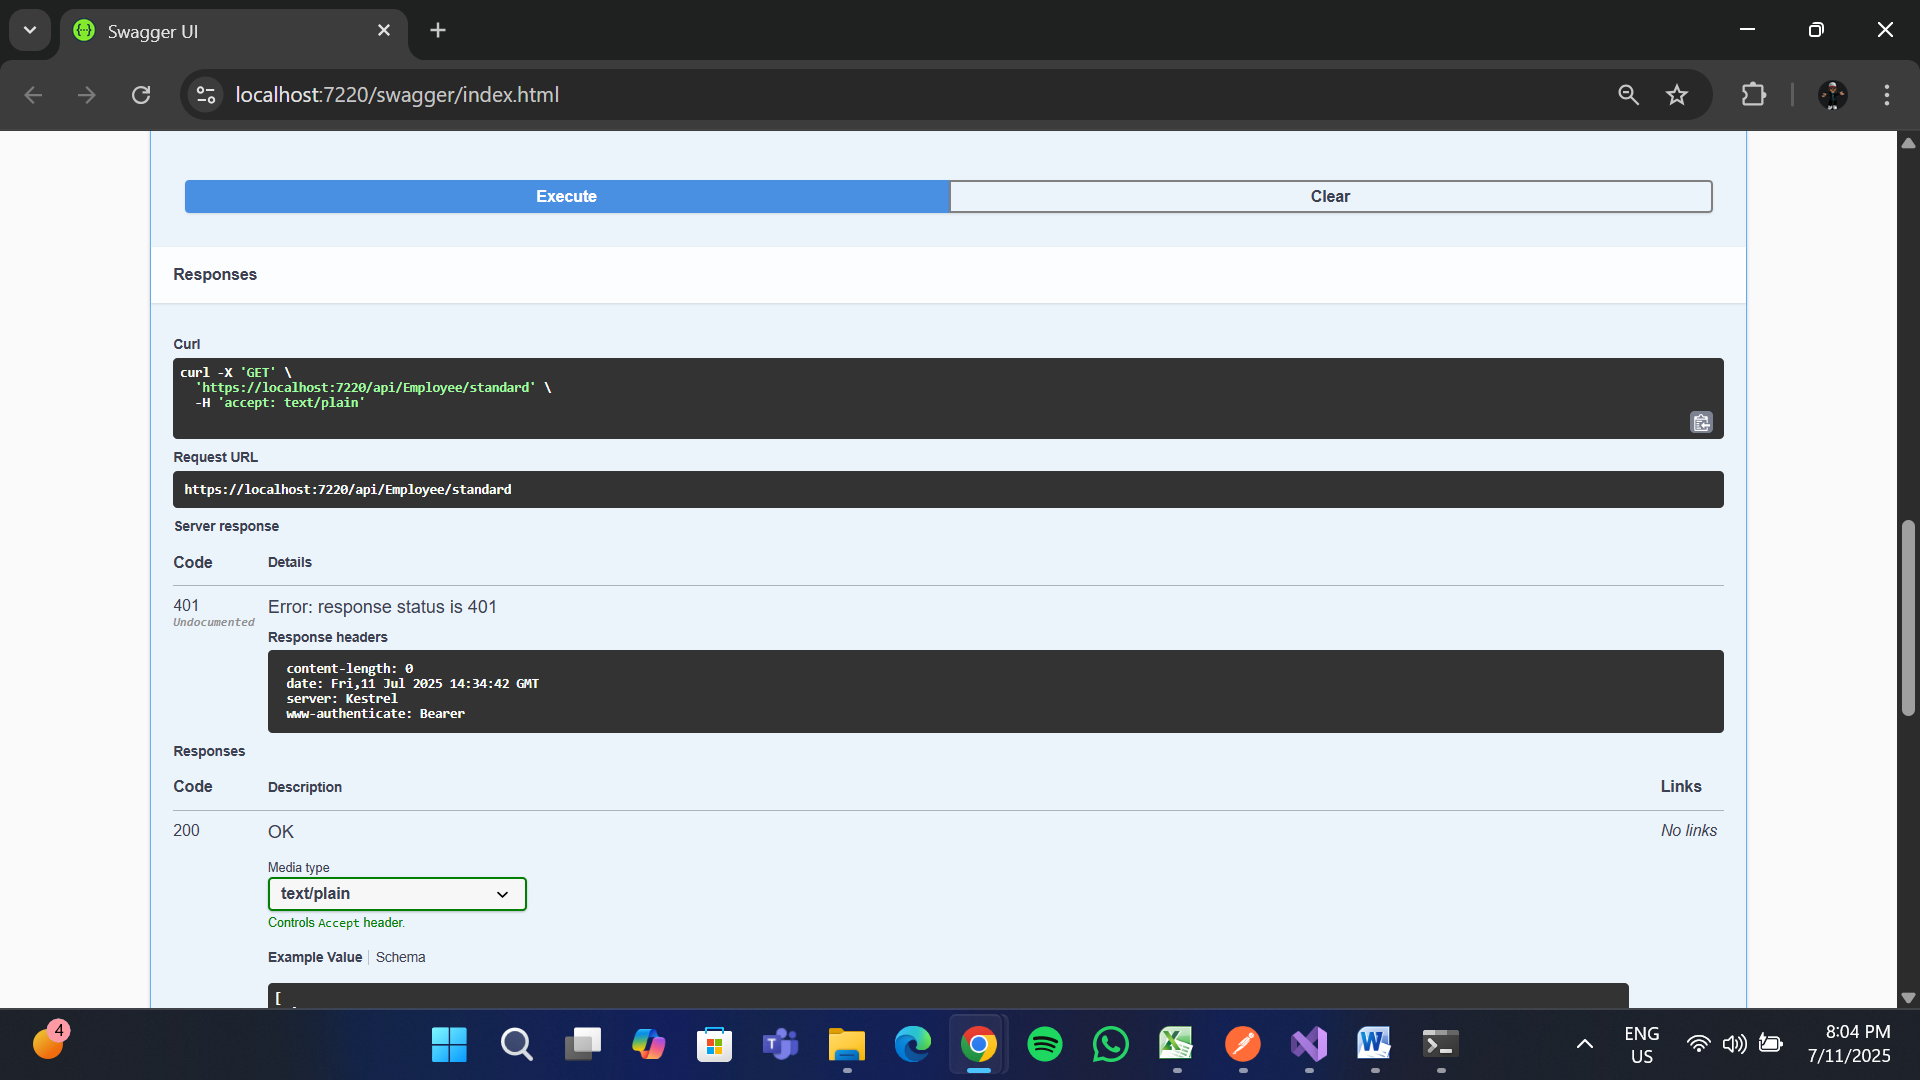 Swagger UI
localhost:7220/swagger/index.html
Execute
Clear
Responses
Curl
curl -X 'GET' \
'https://localhost:7220/api/Employee/standard' \
-H 'accept: text/plain'
Request URL
https://localhost:7220/api/Employee/standard
Server response
Code Details
401 Error: response status is 401
Undocumented
Response headers
content-length: 0
date: Fri,11 Jul 2025 14:34:42 GMT
server: Kestrel
www-authenticate: Bearer
Responses
Code Description Links
200 OK No links
Media type
text/plain
Controls Accept header.
Example Value Schema
[
4
ENG
US
8:04 PM
7/11/2025